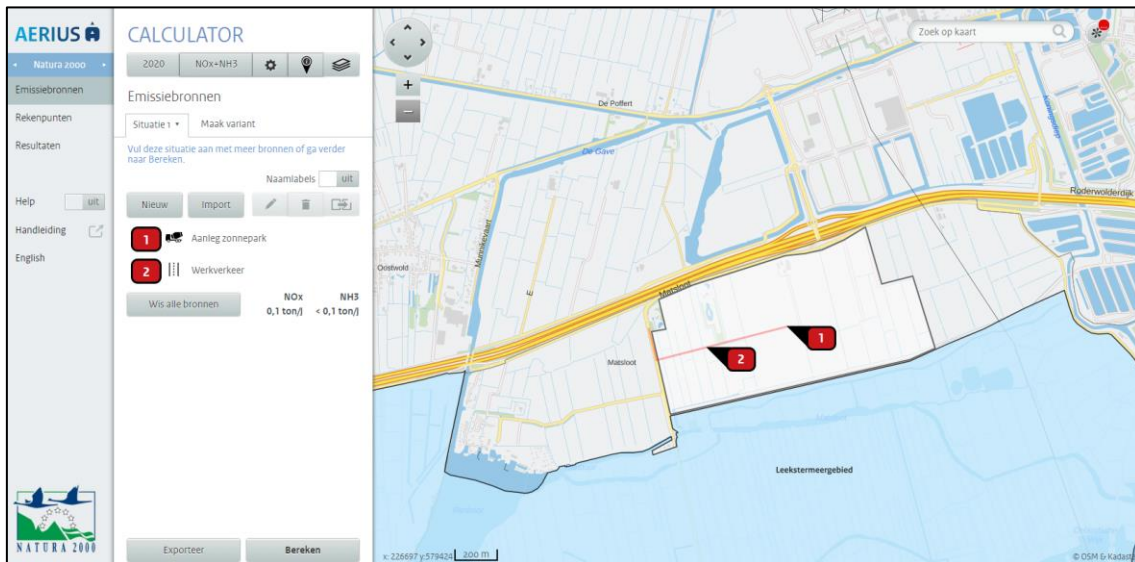 AERIUS
Natura 2000
Emissiebronnen
Rekenpunten
Resultaten
Help uit
Handleiding
English
NATURA 2000
CALCULATOR
2020 NOx+NH3
Emissiebronnen
Situatie 1 Maak variant
Vul deze situatie aan met meer bronnen of ga verder
naar Bereken.
Naamlabels uit
Nieuw Import
1 Aanleg zonnepark
2 Werkverkeer
Wis alle bronnen NOx NH3
0,1 ton/j < 0,1 ton/j
Exporteer Bereken
Zoek op kaart
De Poffert
De Gave
Roderwolderdijk
Munnikevaart
Oostwold
E
Matsloot
1
2
Matsloot
Leekstermeergebied
x: 226697 y:579424 200 m
© OSM & Kadast